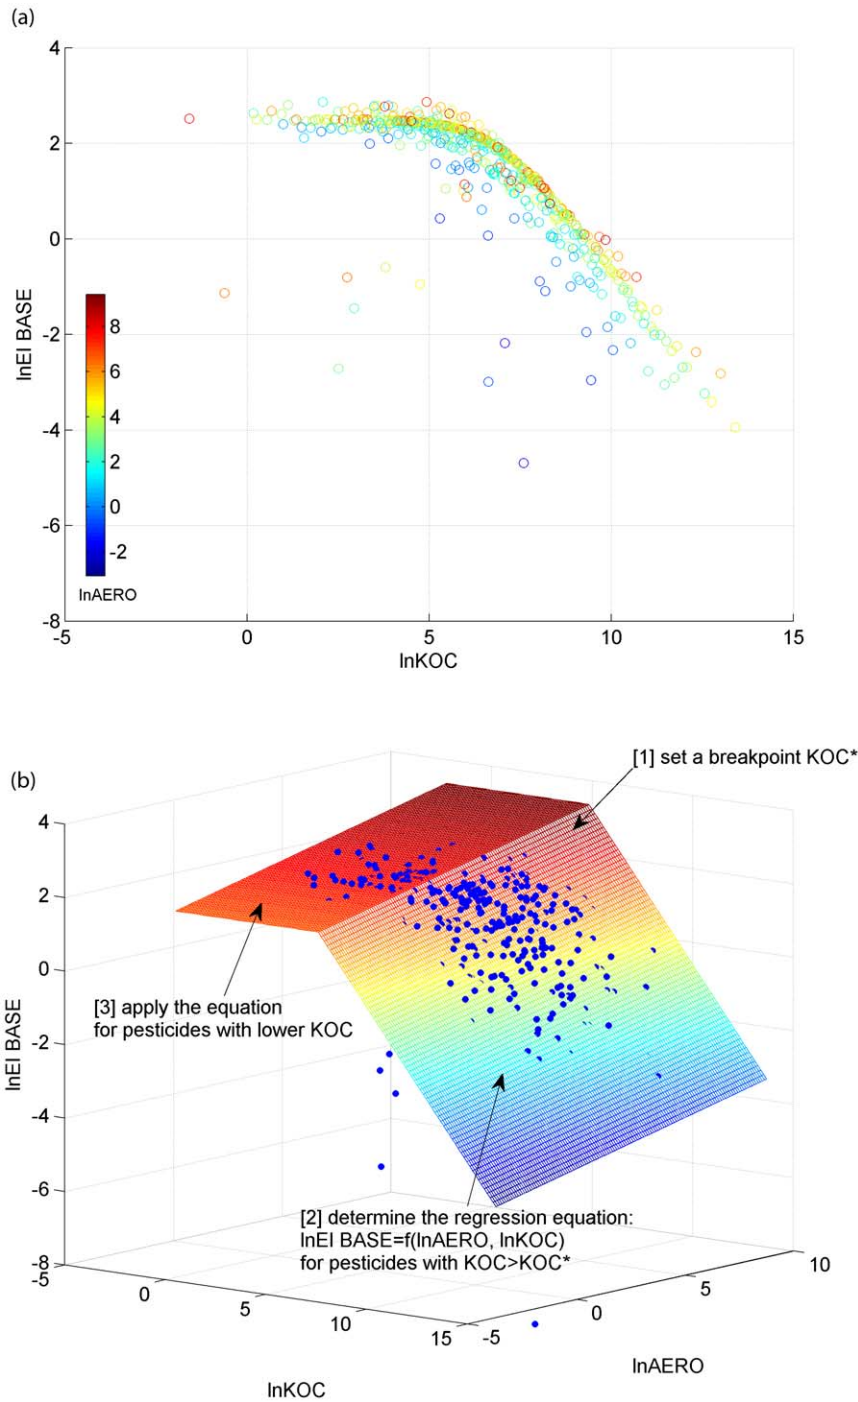 (a)
4
2
0
-2
-4
-6
-8
lnEI BASE
8
6
4
2
0
-2
lnAERO
-5
0
5
10
15
lnKOC
(b)
[1] set a breakpoint KOC*
4
2
0
-2
-4
-6
-8
lnEI BASE
[3] apply the equation
for pesticides with lower KOC
[2] determine the regression equation:
lnEI BASE=f(lnAERO, lnKOC)
for pesticides with KOC>KOC*
-5
0
5
10
15
lnKOC
-5
0
5
10
lnAERO